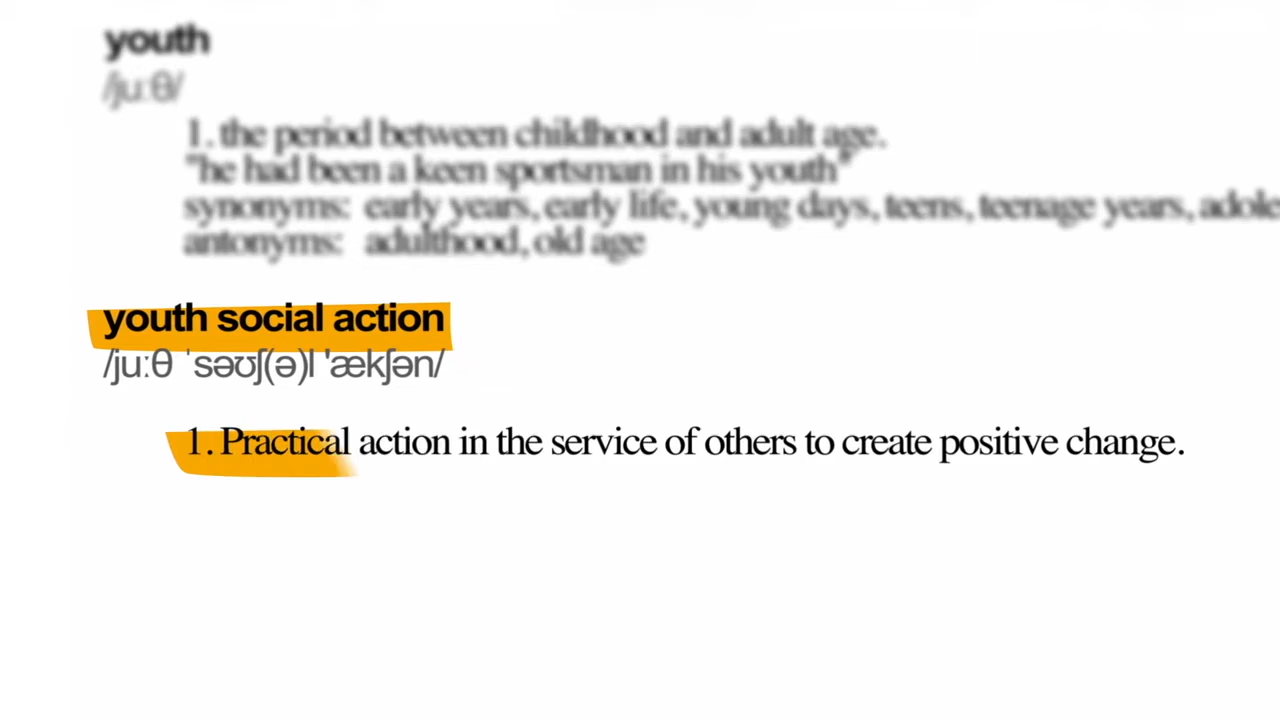 youth
/juːθ/
1. the period between childhood and adult age.
"he had been a keen sportsman in his youth"
synonyms: early years, early life, young days, teens, teenage years, adole
antonyms: adulthood, old age
youth social action
/juːθ ˈsəʊʃ(ə)l 'ækʃən/
1. Practical action in the service of others to create positive change.